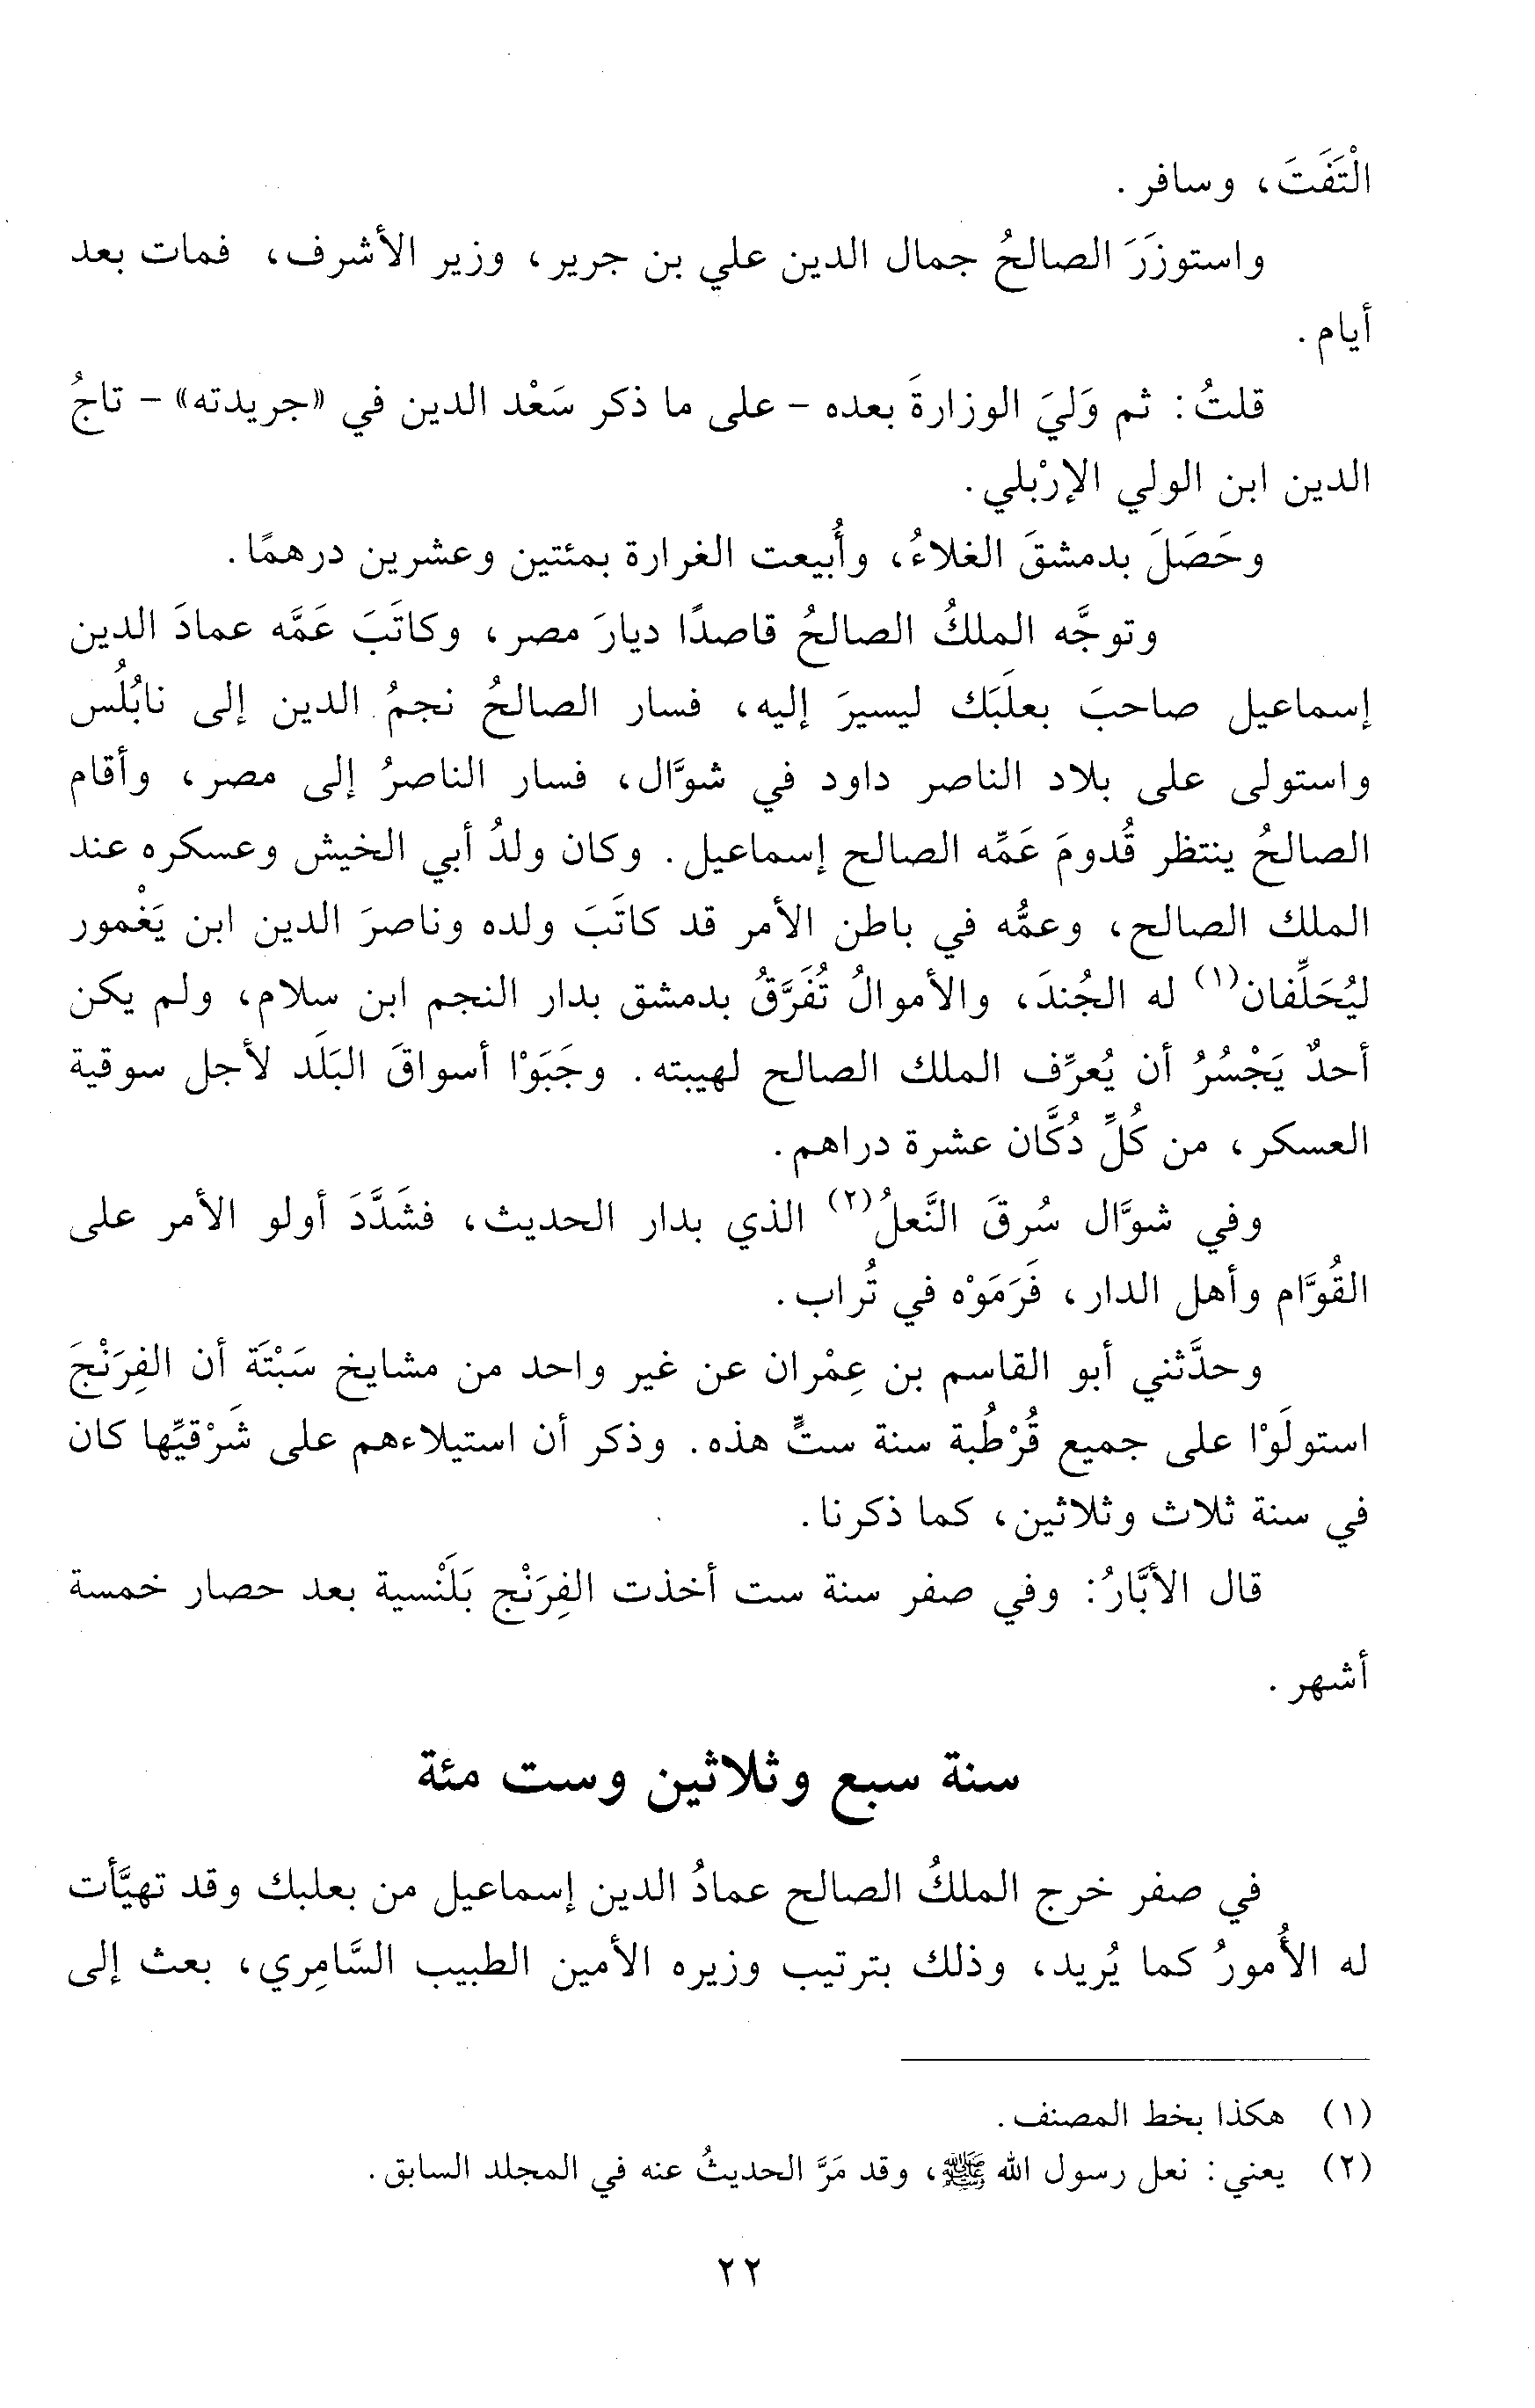 الْتَفَتَ، وسافر.
واستوزَرَ الصالحُ جمال الدين علي بن جرير، وزير الأشرف، فمات بعد
أيام.
قلتُ: ثم وَليَ الوزارةَ بعده - على ما ذكر سَعْد الدين في «جريدته» - تاجُ
الدين ابن الولي الإرْبلي.
وحَصَلَ بدمشقَ الغلاءُ، وأُبيعت الغرارة بمئتين وعشرين درهمًا.
وتوجَّه الملكُ الصالحُ قاصدًا ديارَ مصر، وكاتَبَ عَمَّه عمادَ الدين
إسماعيل صاحبَ بعلَبَك ليسيرَ إليه، فسار الصالحُ نجمُ الدين إلى نابُلُس
واستولى على بلاد الناصر داود في شوَّال، فسار الناصرُ إلى مصر، وأقام
الصالحُ ينتظر قُدومَ عَمِّه الصالح إسماعيل. وكان ولدُ أبي الخيش وعسكره عند
الملك الصالح، وعمُّه في باطن الأمر قد كاتَبَ ولده وناصرَ الدين ابن يَغْمور
ليُحَلِّفان(١) له الجُندَ، والأموالُ تُفَرَّقُ بدمشق بدار النجم ابن سلام، ولم يكن
أحدٌ يَجْسُرُ أن يُعرِّف الملك الصالح لهيبته. وجَبَوْا أسواقَ البَلَد لأجل سوقية
العسكر، من كُلِّ دُكَّان عشرة دراهم.
وفي شوَّال سُرقَ النَّعلُ(٢) الذي بدار الحديث، فشَدَّدَ أولو الأمر على
القُوَّام وأهل الدار، فَرَمَوْه في تُراب.
وحدَّثني أبو القاسم بن عِمْران عن غير واحد من مشايخ سَبْتَة أن الفِرَنْجَ
استولَوْا على جميع قُرْطُبة سنة ستٍّ هذه. وذكر أن استيلاءهم على شَرْقيِّها كان
في سنة ثلاث وثلاثين، كما ذكرنا.
قال الأبَّارُ: وفي صفر سنة ست أخذت الفِرَنْج بَلَنْسية بعد حصار خمسة
أشهر.
سنة سبع وثلاثين وست مئة
في صفر خرج الملكُ الصالح عمادُ الدين إسماعيل من بعلبك وقد تهيَّأت
له الأُمورُ كما يُريد، وذلك بترتيب وزيره الأمين الطبيب السَّامِري، بعث إلى
(١) هكذا بخط المصنف.
(٢) يعني: نعل رسول الله ﷺ، وقد مَرَّ الحديثُ عنه في المجلد السابق.
٢٢